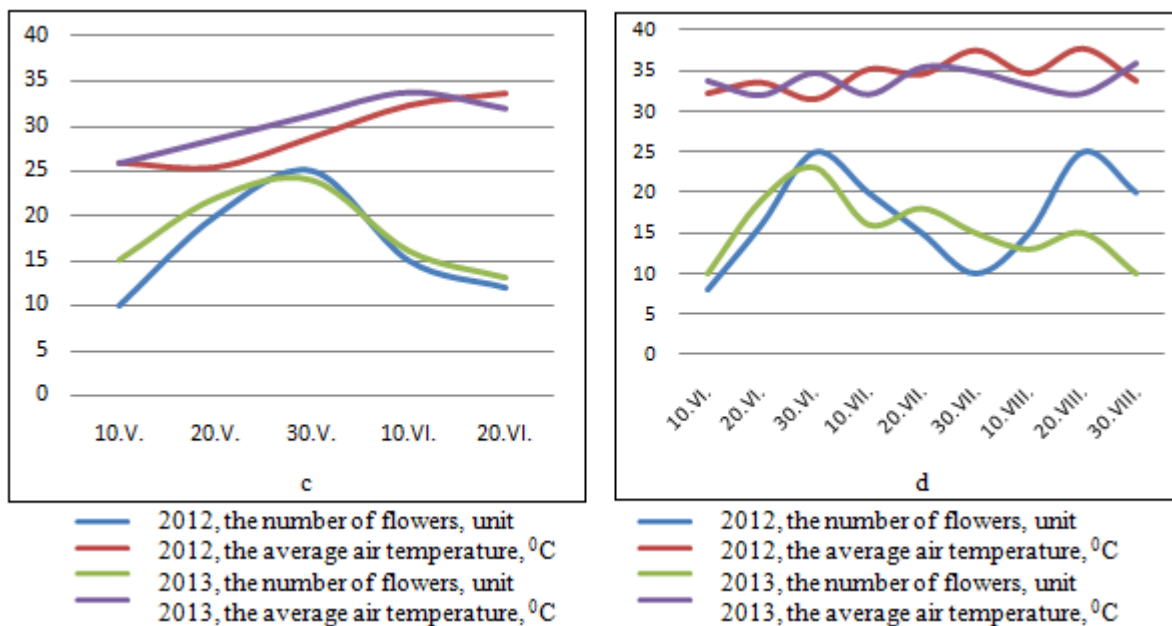 40
35
30
25
20
15
10
5
0
10.V. 20.V. 30.V. 10.VI. 20.VI.
c
2012, the number of flowers, unit
2012, the average air temperature, ⁰C
2013, the number of flowers, unit
2013, the average air temperature, ⁰C
40
35
30
25
20
15
10
5
0
10.VI. 20.VI. 30.VI. 10.VII. 20.VII. 30.VII. 10.VIII. 20.VIII. 30.VIII.
d
2012, the number of flowers, unit
2012, the average air temperature, ⁰C
2013, the number of flowers, unit
2013, the average air temperature, ⁰C